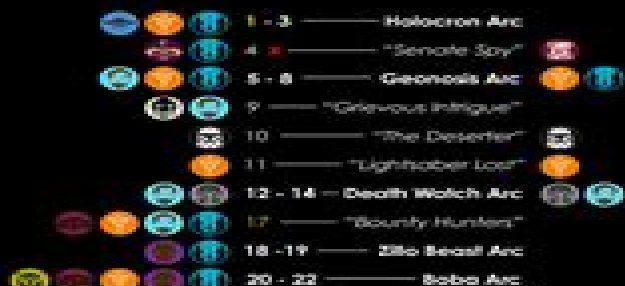 1 - 3 Holocron Arc
4 x "Senate Spy"
5 - 8 Geonosis Arc
9 "Grievous Intrigue"
10 "The Deserter"
11 "Lightsaber Lost"
12 - 14 Death Watch Arc
17 "Bounty Hunters"
18 -19 Zillo Beast Arc
20 - 22 Boba Arc